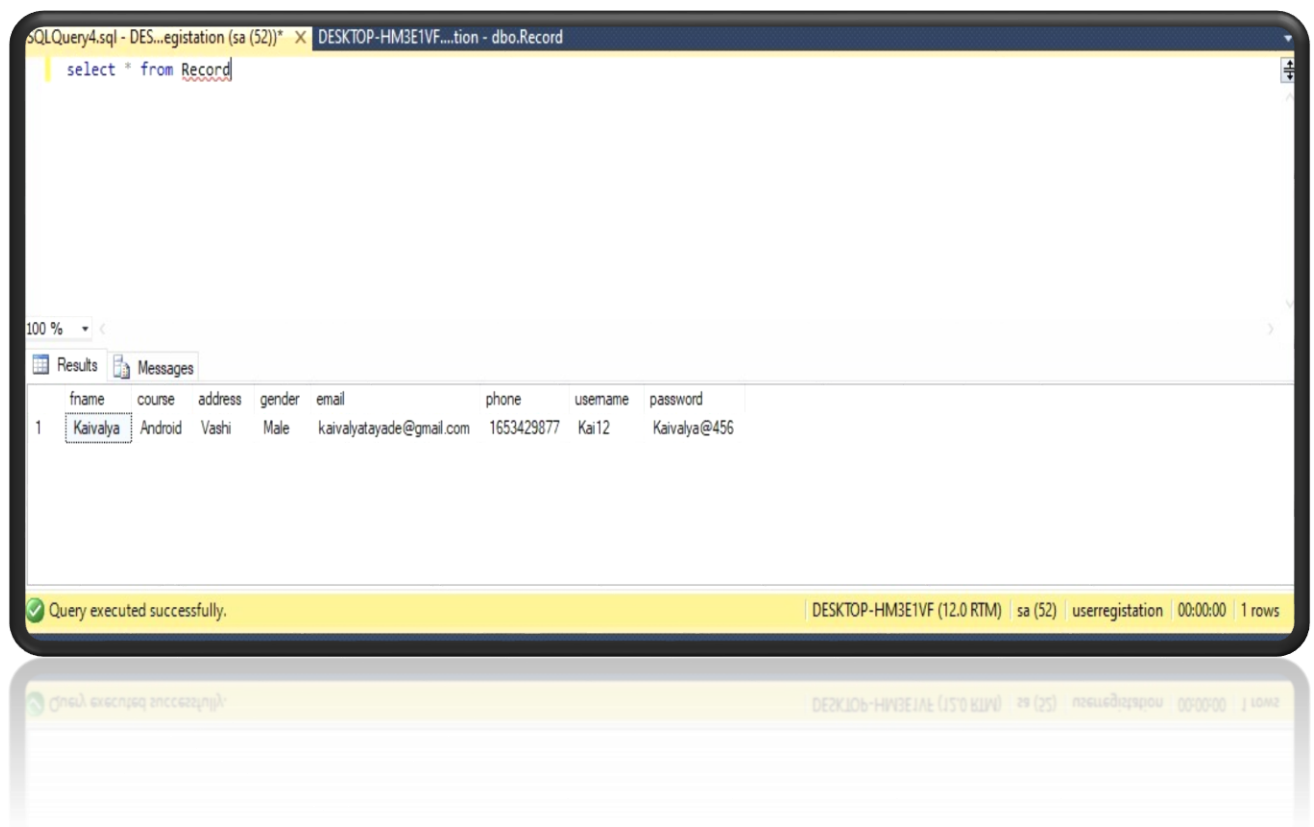 SQLQuery4.sql - DES...egistation (sa (52))* × DESKTOP-HM3E1VF....tion - dbo.Record
select * from Record
100 %
Results Messages
fname course address gender email phone username password
1 Kaivalya Android Vashi Male kaivalyatayade@gmail.com 1653429877 Kai12 Kaivalya@456
Query executed successfully. DESKTOP-HM3E1VF (12.0 RTM) sa (52) userregistation 00:00:00 1 rows